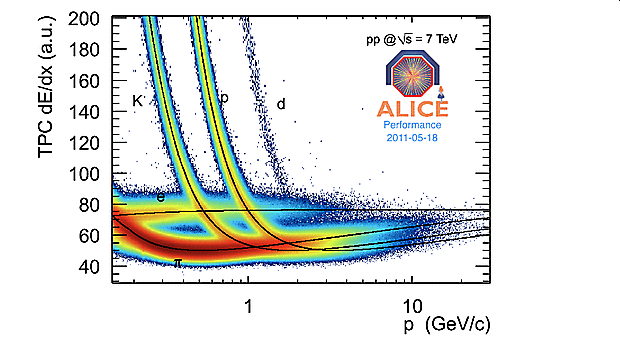 TPC dE/dx (a.u.)
200
180
160
140
120
100
80
60
40
pp @ √s = 7 TeV
ALICE
Performance
2011-05-18
K
p
d
e
π
1
10
p (GeV/c)